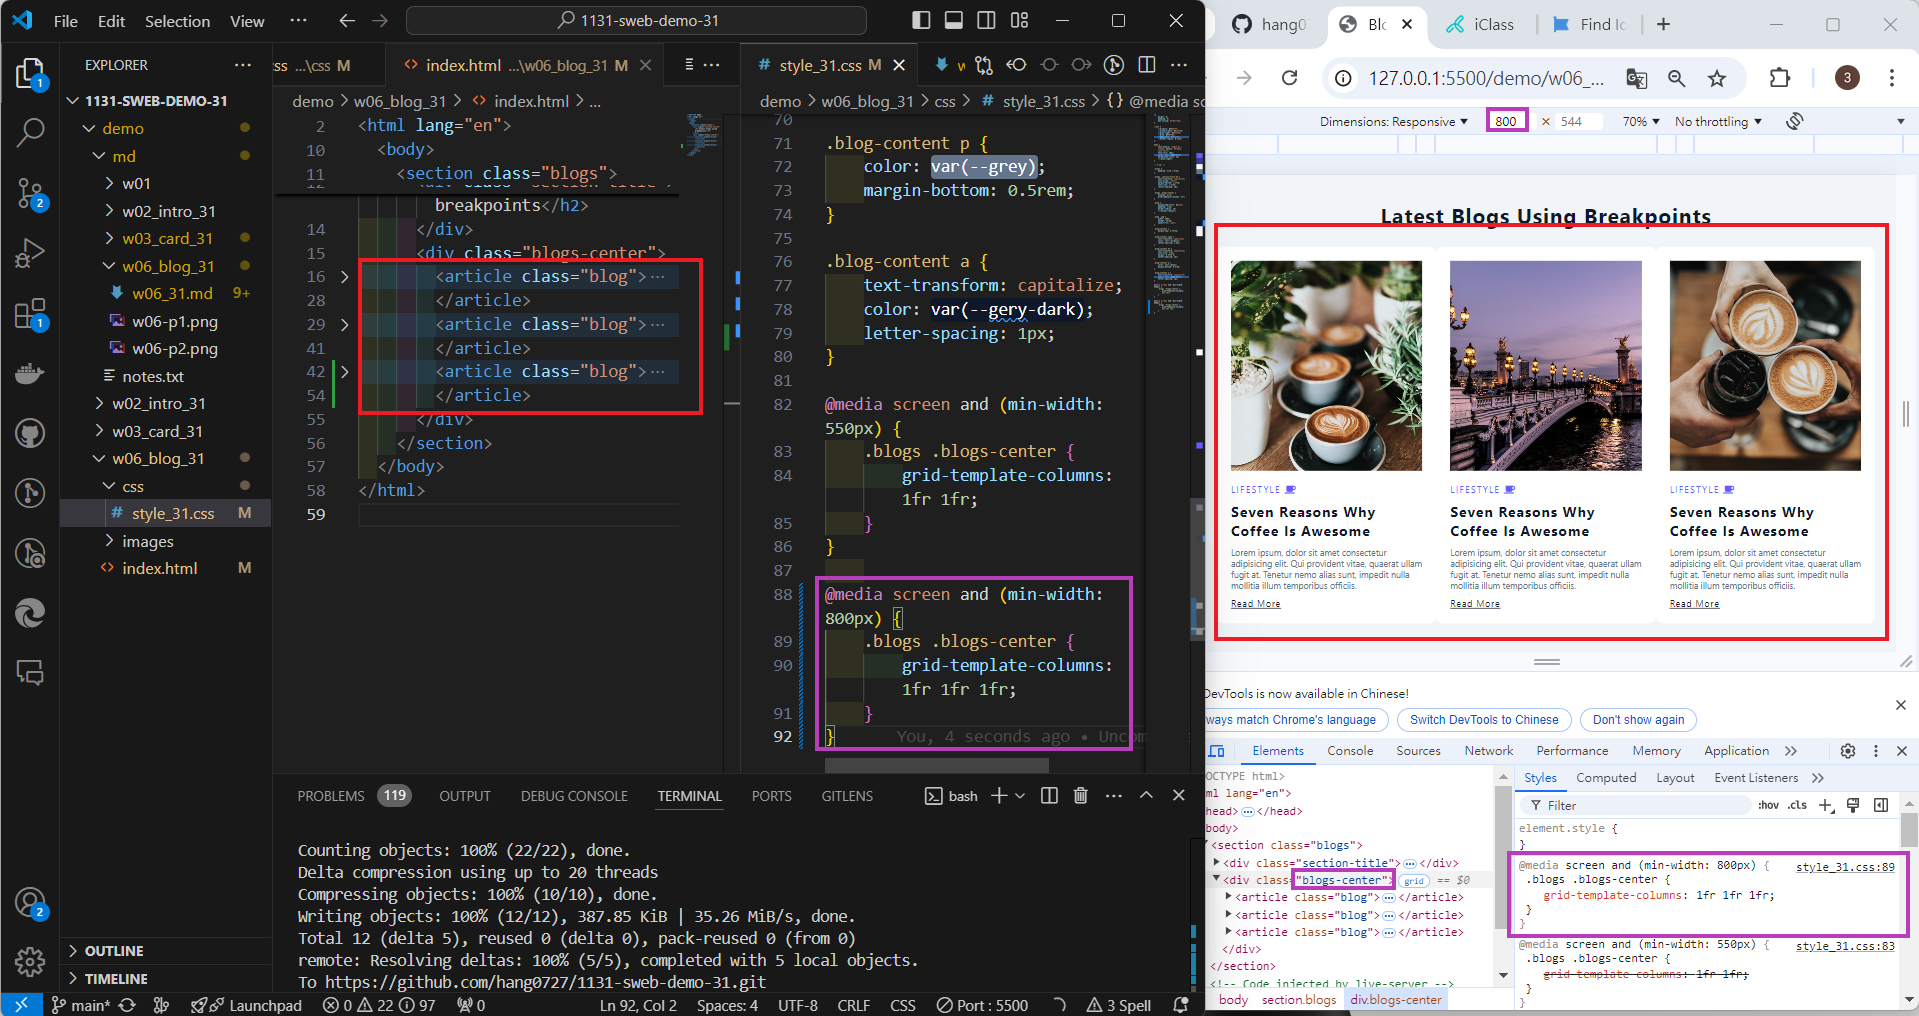 File Edit Selection View ··· 1131-sweb-demo-31
EXPLORER ···
1131-SWEB-DEMO-31
demo
md
w01
w02_intro_31
w03_card_31
w06_blog_31
w06_31.md 9+
w06-p1.png
w06-p2.png
notes.txt
w02_intro_31
w03_card_31
w06_blog_31
css
style_31.css M
images
index.html M
OUTLINE
TIMELINE
1
2
1
2
ss ...\css M
index.html ...\w06_blog_31 M
demo > w06_blog_31 > index.html > ...
2 <html lang="en">
10 <body>
11 <section class="blogs">
breakpoints</h2>
14 </div>
15 <div class="blogs-center">
16 <article class="blog">···
28 </article>
29 <article class="blog">···
41 </article>
42 <article class="blog">···
54 </article>
55 </div>
56 </section>
57 </body>
58 </html>
59
# style_31.css M
demo > w06_blog_31 > css > # style_31.css > {} @media sc
70
71 .blog-content p {
72 color: var(--grey);
73 margin-bottom: 0.5rem;
74 }
75
76 .blog-content a {
77 text-transform: capitalize;
78 color: var(--gery-dark);
79 letter-spacing: 1px;
80 }
81
82 @media screen and (min-width:
550px) {
83 .blogs .blogs-center {
84 grid-template-columns:
1fr 1fr;
85 }
86 }
87
88 @media screen and (min-width:
800px) {
89 .blogs .blogs-center {
90 grid-template-columns:
1fr 1fr 1fr;
91 }
92 } You, 4 seconds ago • Uncom
PROBLEMS 119 OUTPUT DEBUG CONSOLE TERMINAL PORTS GITLENS bash
Counting objects: 100% (22/22), done.
Delta compression using up to 20 threads
Compressing objects: 100% (10/10), done.
Writing objects: 100% (12/12), 387.85 KiB | 35.26 MiB/s, done.
Total 12 (delta 5), reused 0 (delta 0), pack-reused 0 (from 0)
remote: Resolving deltas: 100% (5/5), completed with 5 local objects.
To https://github.com/hang0727/1131-sweb-demo-31.git
main* Launchpad 0 22 97 0 Ln 92, Col 2 Spaces: 4 UTF-8 CRLF CSS Port : 5500 3 Spell
hang0 Blo iClass Find Ic
127.0.0.1:5500/demo/w06_... 3
Dimensions: Responsive 800 × 544 70% No throttling
Latest Blogs Using Breakpoints
LIFESTYLE
Seven Reasons Why
Coffee Is Awesome
Lorem ipsum, dolor sit amet consectetur
adipisicing elit. Qui provident vitae, quaerat ullam
fugit at. Tenetur nemo alias sunt, impedit nulla
mollitia illum temporibus officiis.
Read More
LIFESTYLE
Seven Reasons Why
Coffee Is Awesome
Lorem ipsum, dolor sit amet consectetur
adipisicing elit. Qui provident vitae, quaerat ullam
fugit at. Tenetur nemo alias sunt, impedit nulla
mollitia illum temporibus officiis.
Read More
LIFESTYLE
Seven Reasons Why
Coffee Is Awesome
Lorem ipsum, dolor sit amet consectetur
adipisicing elit. Qui provident vitae, quaerat ullam
fugit at. Tenetur nemo alias sunt, impedit nulla
mollitia illum temporibus officiis.
Read More
DevTools is now available in Chinese!
ways match Chrome's language Switch DevTools to Chinese Don't show again
Elements Console Sources Network Performance Memory Application
OCTYPE html>
ml lang="en">
head> </head>
body>
<section class="blogs">
<div class="section-title"> </div>
<div class="blogs-center"> grid == $0
<article class="blog"> </article>
<article class="blog"> </article>
<article class="blog"> </article>
</div>
</section>
<!-- Code injected by live-server -->
body section.blogs div.blogs-center
Styles Computed Layout Event Listeners
Filter :hov .cls
element.style {
}
@media screen and (min-width: 800px) { style_31.css:89
.blogs .blogs-center {
grid-template-columns: 1fr 1fr 1fr;
}
}
@media screen and (min-width: 550px) { style_31.css:83
.blogs .blogs-center {
grid-template-columns: 1fr 1fr;
}